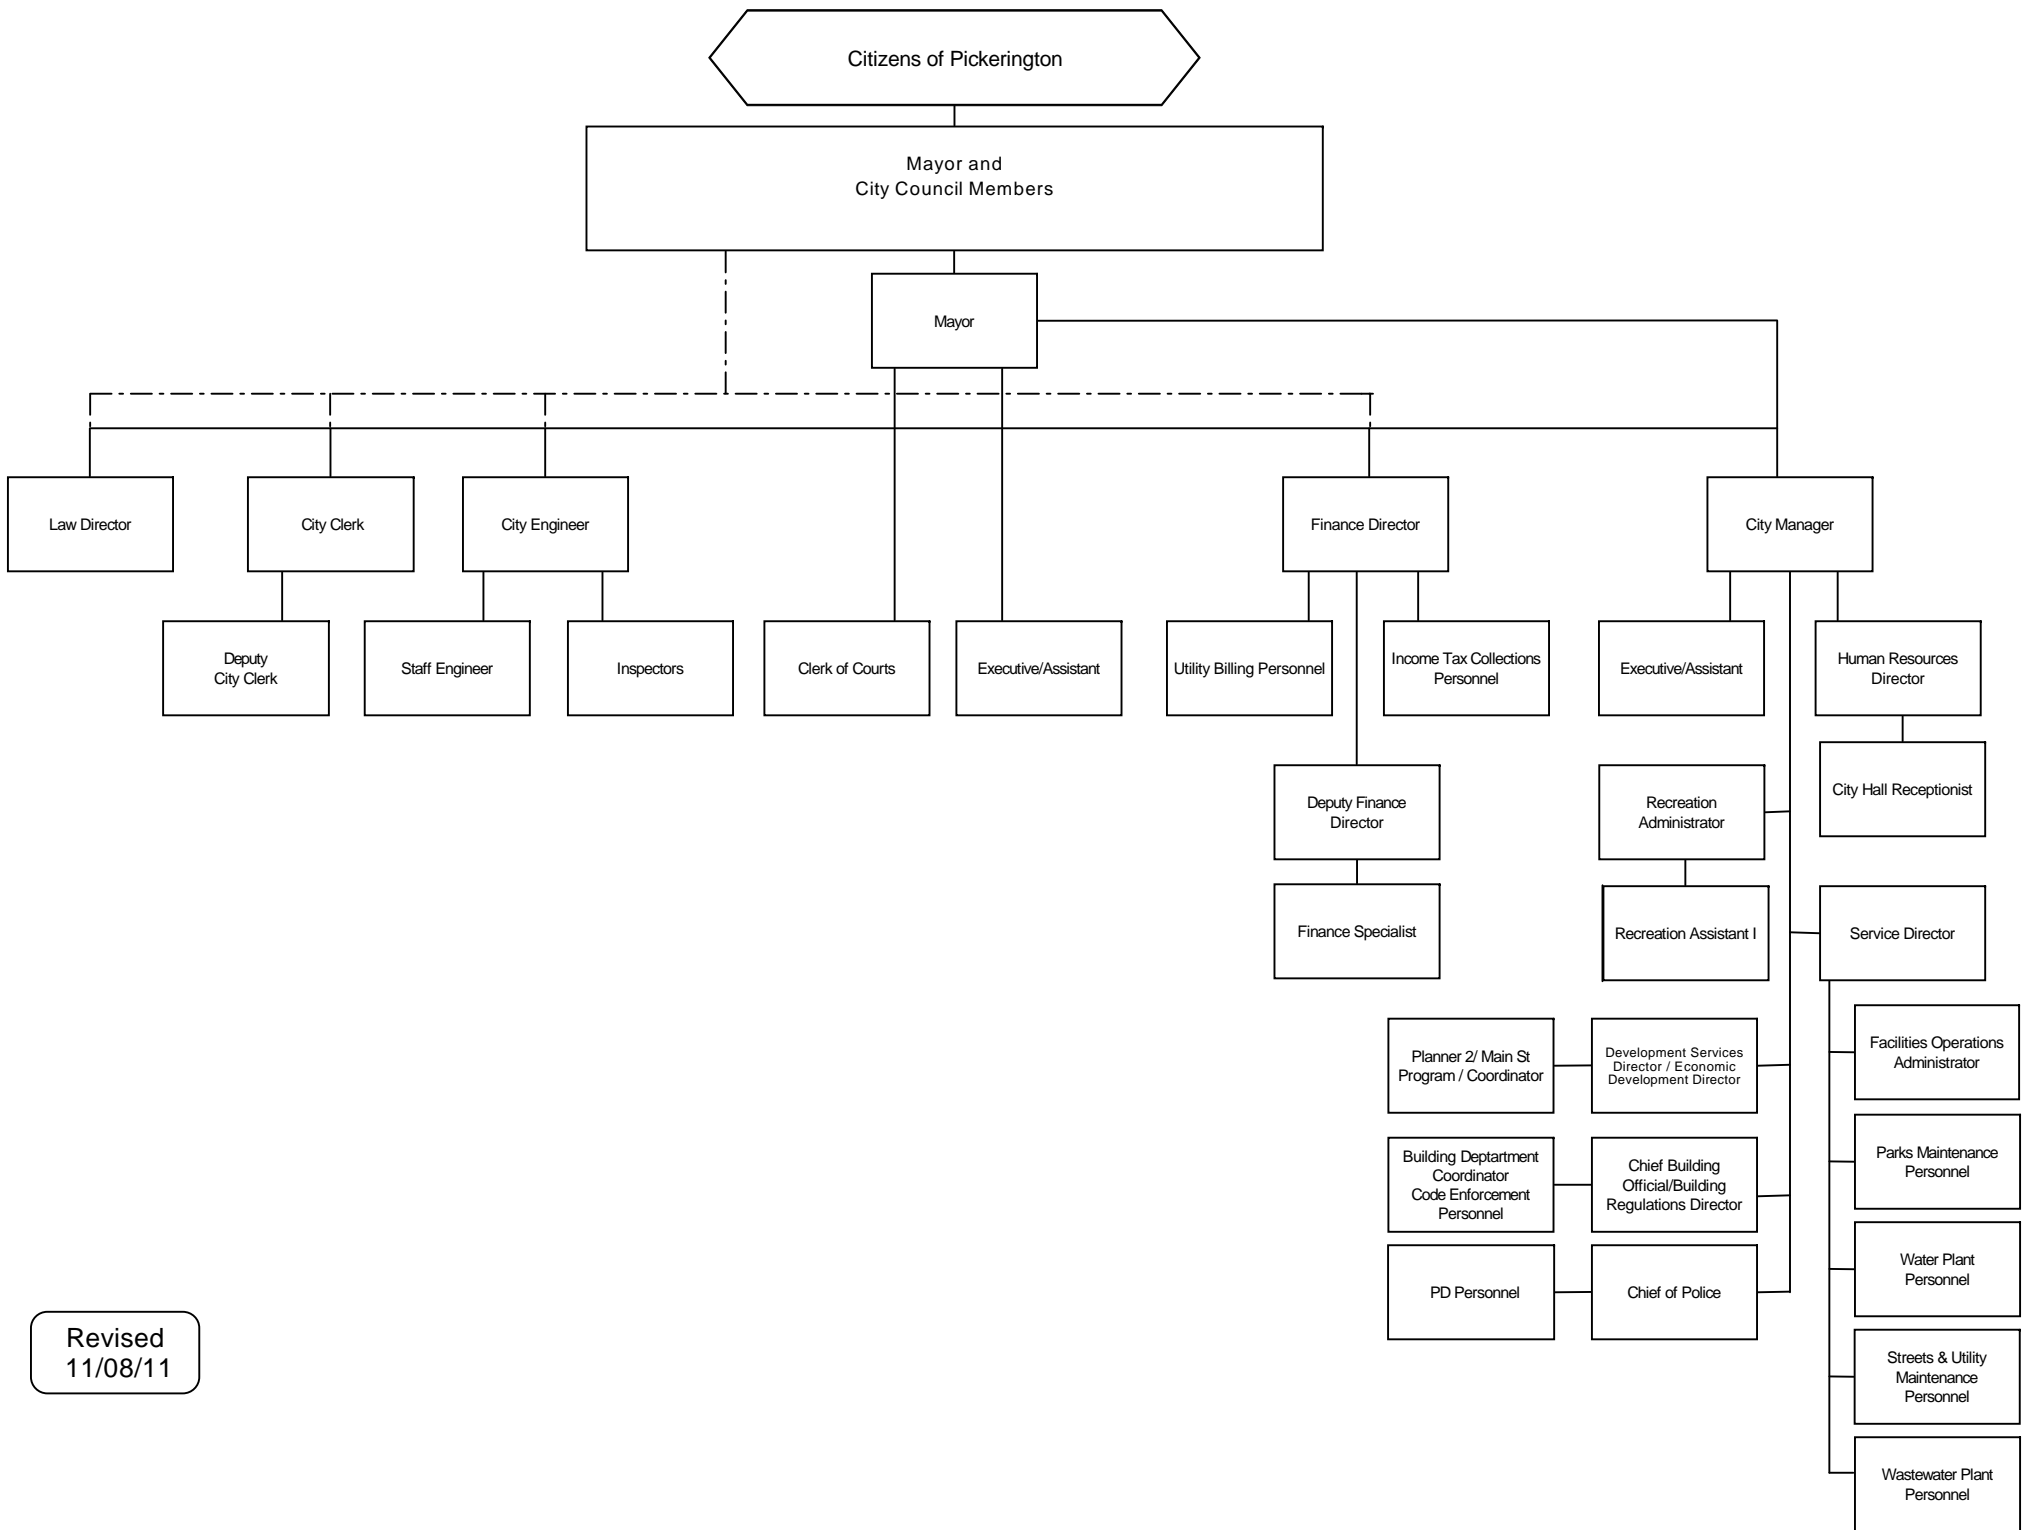 Citizens of Pickerington
Mayor and
City Council Members
Mayor
Law Director
City Clerk
City Engineer
Finance Director
City Manager
Deputy
City Clerk
Staff Engineer
Inspectors
Clerk of Courts
Executive/Assistant
Utility Billing Personnel
Income Tax Collections
Personnel
Executive/Assistant
Human Resources
Director
City Hall Receptionist
Deputy Finance
Director
Recreation
Administrator
Finance Specialist
Recreation Assistant I
Service Director
Planner 2/ Main St
Program / Coordinator
Development Services
Director / Economic
Development Director
Facilities Operations
Administrator
Building Deptartment
Coordinator
Code Enforcement
Personnel
Chief Building
Official/Building
Regulations Director
Parks Maintenance
Personnel
PD Personnel
Chief of Police
Water Plant
Personnel
Streets & Utility
Maintenance
Personnel
Wastewater Plant
Personnel
Revised
11/08/11